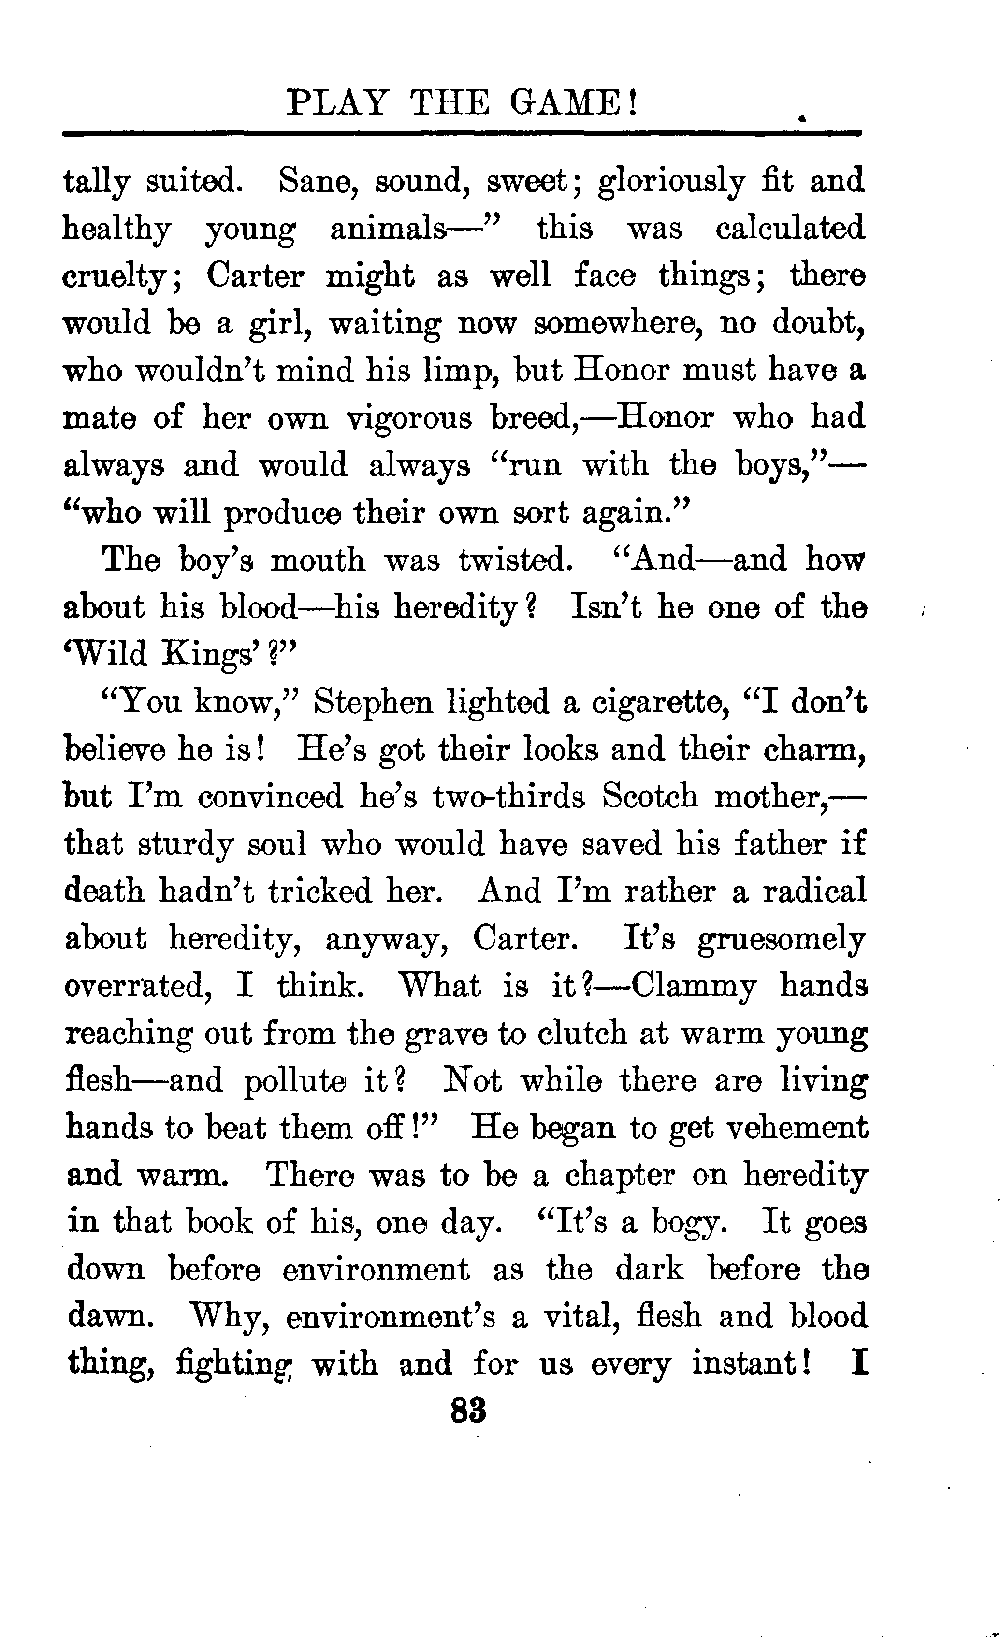 PLAY THE GAME!
tally suited. Sane, sound, sweet; gloriously fit and
healthy young animals—” this was calculated
cruelty; Carter might as well face things; there
would be a girl, waiting now somewhere, no doubt,
who wouldn’t mind his limp, but Honor must have a
mate of her own vigorous breed,—Honor who had
always and would always “run with the boys,”—
“who will produce their own sort again.”
The boy’s mouth was twisted. “And—and how
about his blood—his heredity? Isn’t he one of the
‘Wild Kings’?”
“You know,” Stephen lighted a cigarette, “I don’t
believe he is! He’s got their looks and their charm,
but I’m convinced he’s two-thirds Scotch mother,—
that sturdy soul who would have saved his father if
death hadn’t tricked her. And I’m rather a radical
about heredity, anyway, Carter. It’s gruesomely
overrated, I think. What is it?—Clammy hands
reaching out from the grave to clutch at warm young
flesh—and pollute it? Not while there are living
hands to beat them off!” He began to get vehement
and warm. There was to be a chapter on heredity
in that book of his, one day. “It’s a bogy. It goes
down before environment as the dark before the
dawn. Why, environment’s a vital, flesh and blood
thing, fighting with and for us every instant! I
83